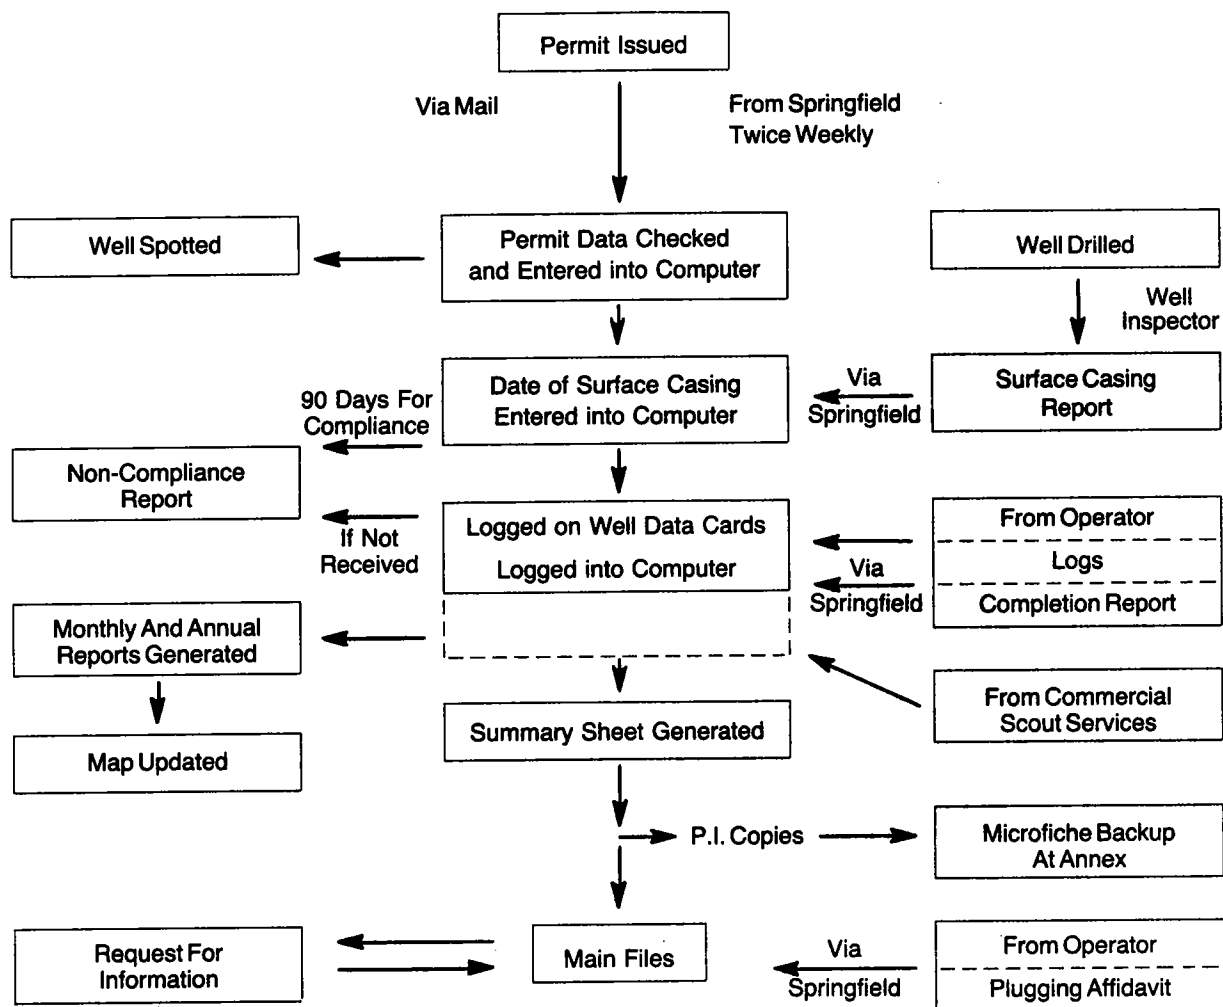 Permit Issued
Via Mail
From Springfield
Twice Weekly
Well Spotted
Permit Data Checked
and Entered into Computer
Well Drilled
Well
Inspector
90 Days For
Compliance
Date of Surface Casing
Entered into Computer
Via
Springfield
Surface Casing
Report
Non-Compliance
Report
If Not
Received
Logged on Well Data Cards
Logged into Computer
Via
Springfield
From Operator
Logs
Completion Report
Monthly And Annual
Reports Generated
From Commercial
Scout Services
Map Updated
Summary Sheet Generated
P.I. Copies
Microfiche Backup
At Annex
Request For
Information
Main Files
Via
Springfield
From Operator
Plugging Affidavit